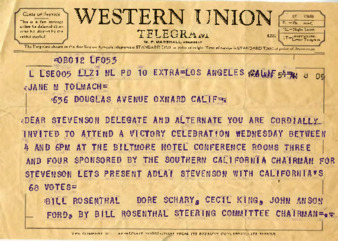 CLASS OF SERVICE
WESTERN UNION
TELEGRAM
1201
W. P. MARSHALL, PRESIDENT
=OB012 LF053
L LSE005 LL21 NL PD 10 EXTRA=LOS ANGELES CALIF
=JANE M TOLMACH=
636 DOUGLAS AVENUE OXNARD CALIF=
DEAR STEVENSON DELEGATE AND ALTERNATE YOU ARE CORDIALLY
INVITED TO ATTEND A VICTORY CELEBRATION WEDNESDAY BETWEEN
4 AND 6PM AT THE BILTMORE HOTEL CONFERENCE ROOMS THREE
AND FOUR SPONSORED BY THE SOUTHERN CALIFORNIA CHAIRMAN FOR
STEVENSON LETS PRESENT ADLAI STEVENSON WITH CALIFORNIA'S
68 VOTES=
BILL ROSENTHAL DORE SCHARY, CECIL KING, JOHN ANSON
FORD, BY BILL ROSENTHAL STEERING COMMITTEE CHAIRMAN=